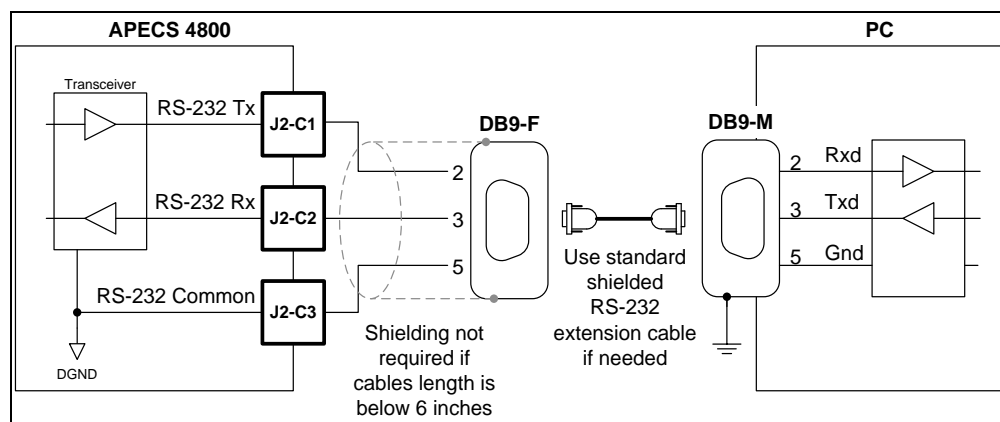 APECS 4800
PC
Transceiver
RS-232 Tx
J2-C1
DB9-F
DB9-M
2
2
Rxd
RS-232 Rx
J2-C2
3
3
Txd
5
5
Gnd
RS-232 Common
J2-C3
DGND
Shielding not
required if
cables length is
below 6 inches
Use standard
shielded
RS-232
extension cable
if needed